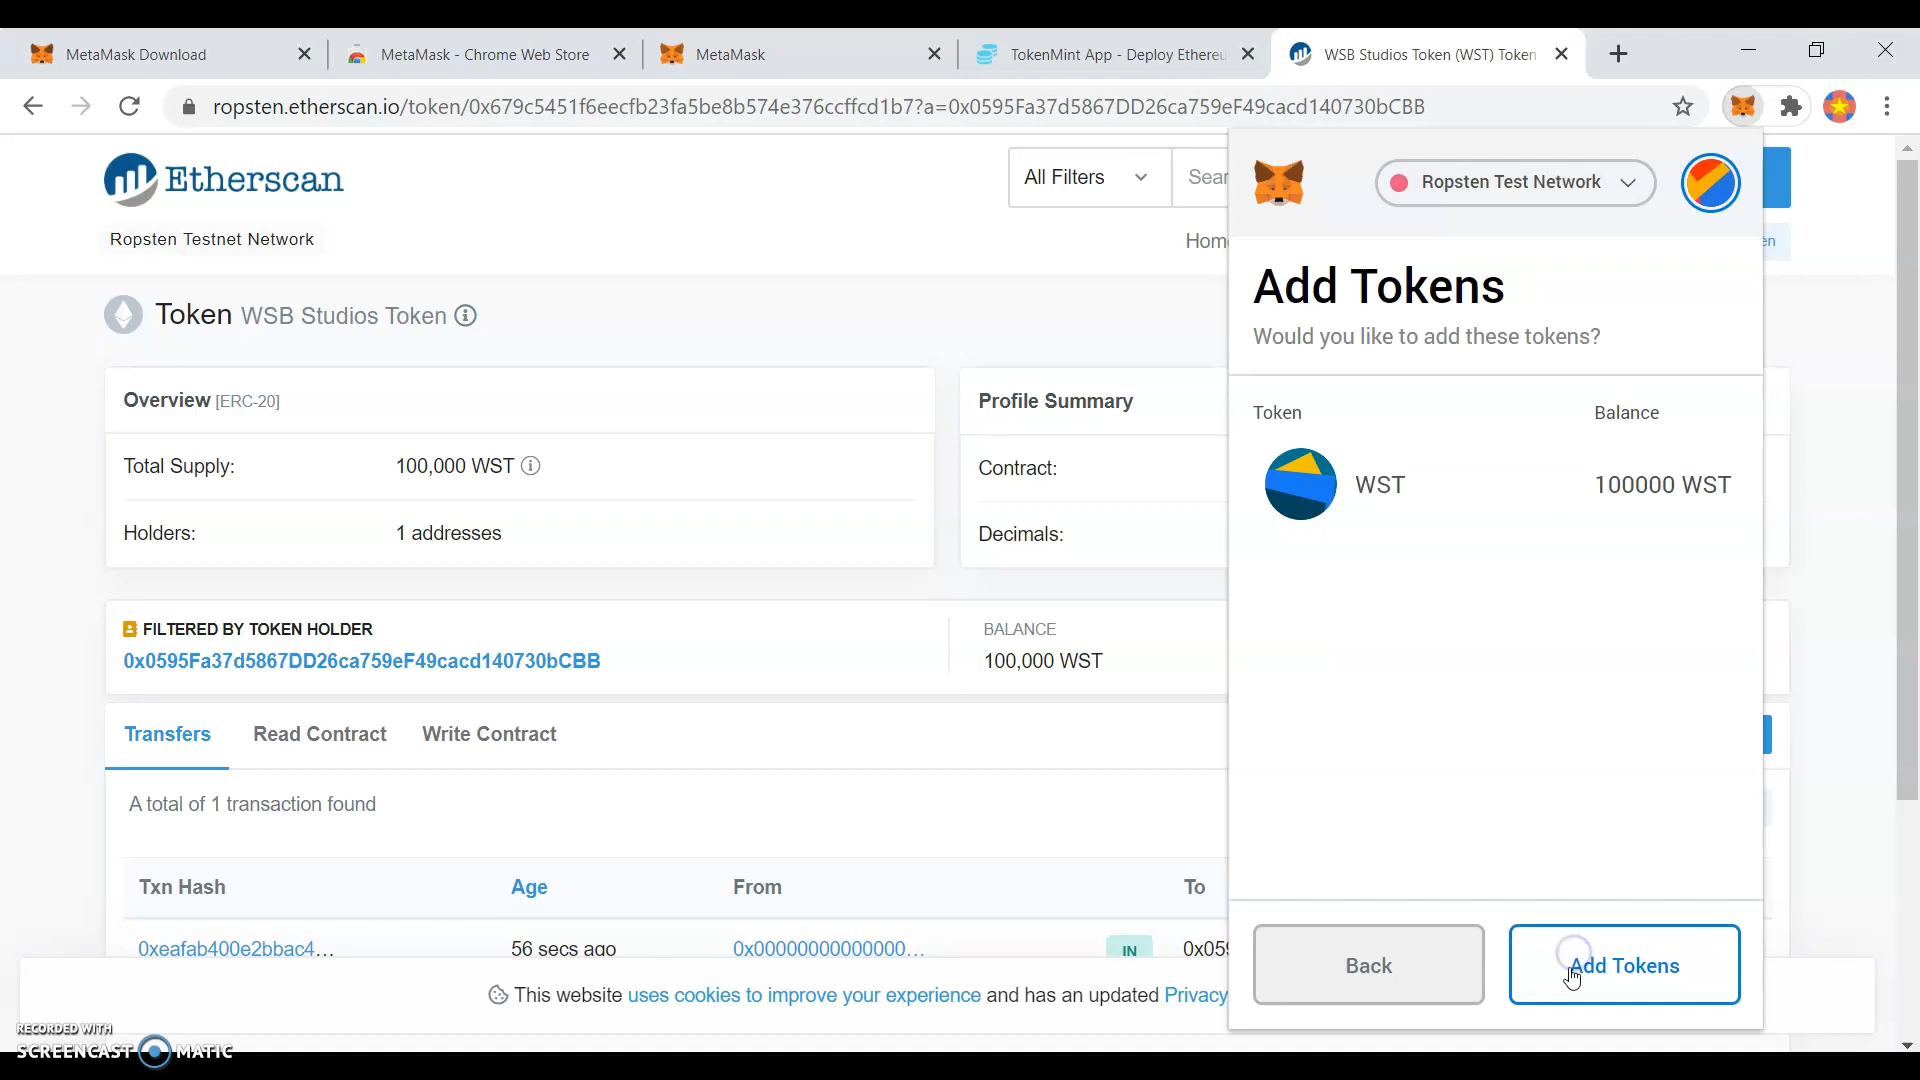 MetaMask Download
MetaMask - Chrome Web Store
MetaMask
TokenMint App - Deploy Ethereu
WSB Studios Token (WST) Token
ropsten.etherscan.io/token/0x679c5451f6eecfb23fa5be8b574e376ccffcd1b7?a=0x0595Fa37d5867DD26ca759eF49cacd140730bCBB
Etherscan
All Filters
Sear
Ropsten Testnet Network
Hom
en
Token WSB Studios Token
Overview [ERC-20]
Total Supply: 100,000 WST
Holders: 1 addresses
Profile Summary
Contract:
Decimals:
FILTERED BY TOKEN HOLDER
0x0595Fa37d5867DD26ca759eF49cacd140730bCBB
BALANCE
100,000 WST
Transfers Read Contract Write Contract
A total of 1 transaction found
Txn Hash Age From To
0xeafab400e2bbac4... 56 secs ago 0x00000000000000... IN 0x059
This website uses cookies to improve your experience and has an updated Privacy
Ropsten Test Network
Add Tokens
Would you like to add these tokens?
Token Balance
WST 100000 WST
Back Add Tokens
RECORDED WITH
SCREENCAST MATIC